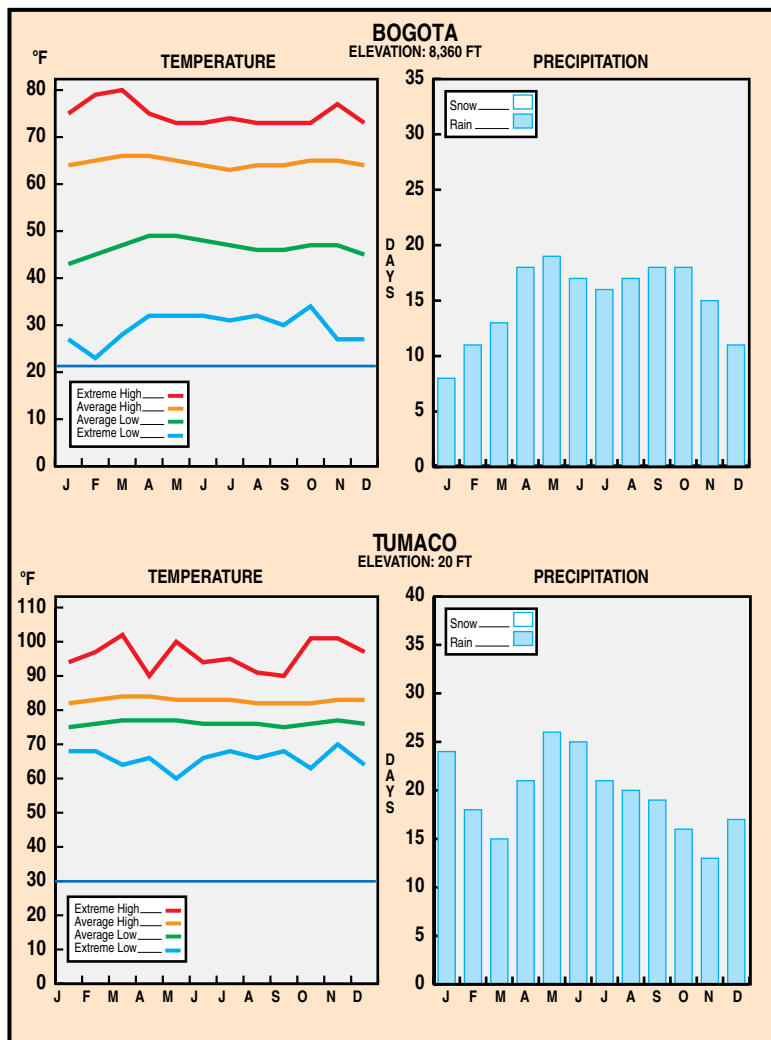 BOGOTA
ELEVATION: 8,360 FT
°F
TEMPERATURE
PRECIPITATION
80
70
60
50
40
30
20
10
0
Extreme High
Average High
Average Low
Extreme Low
J F M A M J J A S O N D
DAYS
35
30
25
20
15
10
5
0
Snow
Rain
J F M A M J J A S O N D
TUMACO
ELEVATION: 20 FT
°F
TEMPERATURE
PRECIPITATION
110
100
90
80
70
60
50
40
30
20
10
0
Extreme High
Average High
Average Low
Extreme Low
J F M A M J J A S O N D
DAYS
40
35
30
25
20
15
10
5
0
Snow
Rain
J F M A M J J A S O N D